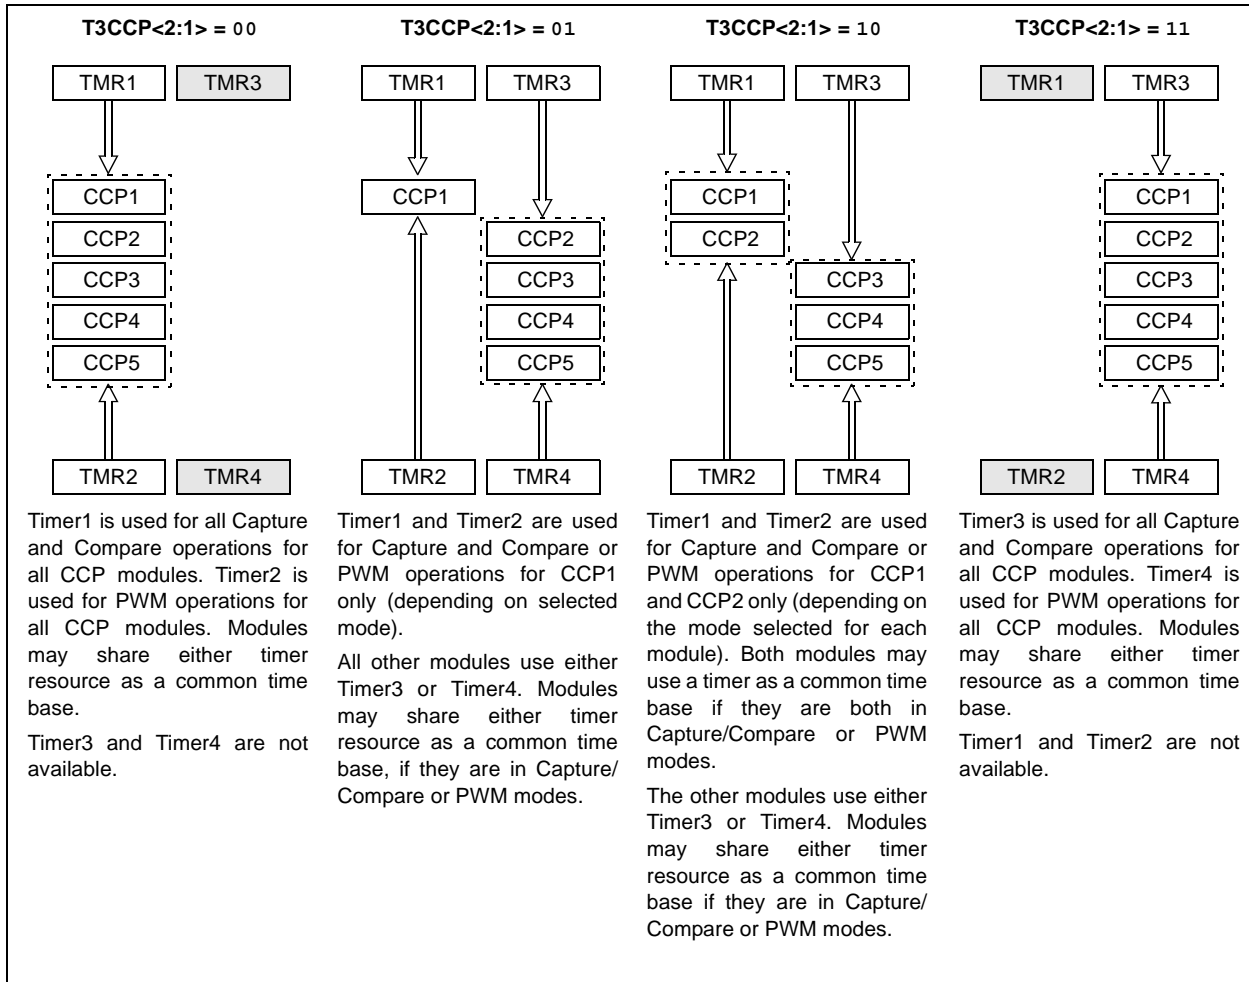 T3CCP<2:1> = 00
TMR1 TMR3
CCP1
CCP2
CCP3
CCP4
CCP5
TMR2 TMR4
Timer1 is used for all Capture
and Compare operations for
all CCP modules. Timer2 is
used for PWM operations for
all CCP modules. Modules
may share either timer
resource as a common time
base.
Timer3 and Timer4 are not
available.
T3CCP<2:1> = 01
TMR1 TMR3
CCP1
CCP2
CCP3
CCP4
CCP5
TMR2 TMR4
Timer1 and Timer2 are used
for Capture and Compare or
PWM operations for CCP1
only (depending on selected
mode).
All other modules use either
Timer3 or Timer4. Modules
may share either timer
resource as a common time
base, if they are in Capture/
Compare or PWM modes.
T3CCP<2:1> = 10
TMR1 TMR3
CCP1
CCP2
CCP3
CCP4
CCP5
TMR2 TMR4
Timer1 and Timer2 are used
for Capture and Compare or
PWM operations for CCP1
and CCP2 only (depending on
the mode selected for each
module). Both modules may
use a timer as a common time
base if they are both in
Capture/Compare or PWM
modes.
The other modules use either
Timer3 or Timer4. Modules
may share either timer
resource as a common time
base if they are in Capture/
Compare or PWM modes.
T3CCP<2:1> = 11
TMR1 TMR3
CCP1
CCP2
CCP3
CCP4
CCP5
TMR2 TMR4
Timer3 is used for all Capture
and Compare operations for
all CCP modules. Timer4 is
used for PWM operations for
all CCP modules. Modules
may share either timer
resource as a common time
base.
Timer1 and Timer2 are not
available.